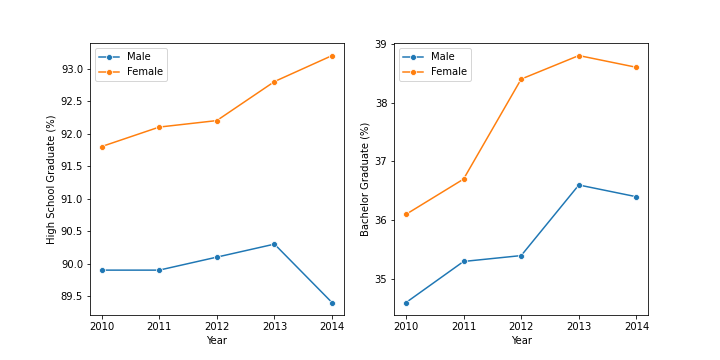 Male
Female
High School Graduate (%)
93.0
92.5
92.0
91.5
91.0
90.5
90.0
89.5
2010 2011 2012 2013 2014
Year
Male
Female
Bachelor Graduate (%)
39
38
37
36
35
2010 2011 2012 2013 2014
Year